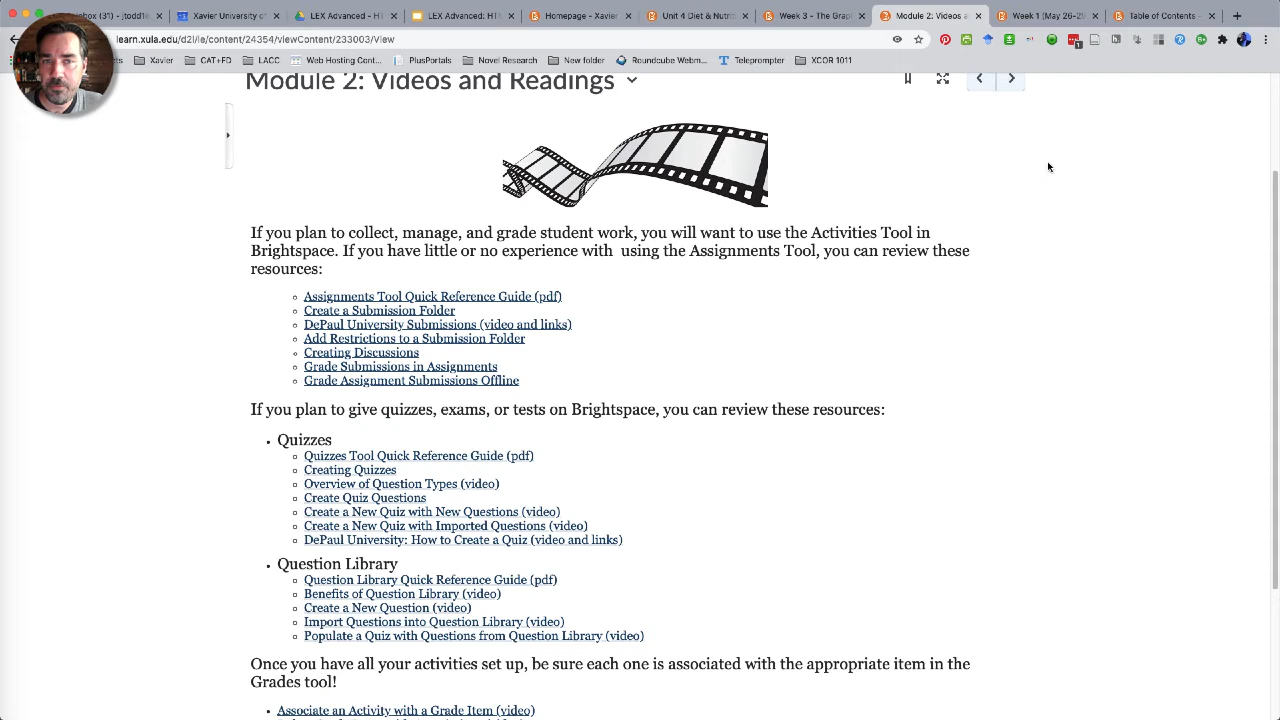 Xavier University of
LEX Advanced
LEX Advanced -
Homepage - Xavier
Unit 4 Diet & Nutri
Week 3 - The Grap
Module 2: Videos a
Week 1 (May 26-2
Table of Contents
learn.xula.edu/d2l/le/content/24354/viewContent/233003/View
Xavier
CAT+FD
LACC
Web Hosting Cont...
PlusPortals
Novel Research
New folder
Roundcube Webm...
Teleprompter
XCOR 1011
Module 2: Videos and Readings
If you plan to collect, manage, and grade student work, you will want to use the Activities Tool in
Brightspace. If you have little or no experience with using the Assignments Tool, you can review these
resources:
Assignments Tool Quick Reference Guide (pdf)
Create a Submission Folder
DePaul University Submissions (video and links)
Add Restrictions to a Submission Folder
Creating Discussions
Grade Submissions in Assignments
Grade Assignment Submissions Offline
If you plan to give quizzes, exams, or tests on Brightspace, you can review these resources:
Quizzes
Quizzes Tool Quick Reference Guide (pdf)
Creating Quizzes
Overview of Question Types (video)
Create Quiz Questions
Create a New Quiz with New Questions (video)
Create a New Quiz with Imported Questions (video)
DePaul University: How to Create a Quiz (video and links)
Question Library
Question Library Quick Reference Guide (pdf)
Benefits of Question Library (video)
Create a New Question (video)
Import Questions into Question Library (video)
Populate a Quiz with Questions from Question Library (video)
Once you have all your activities set up, be sure each one is associated with the appropriate item in the
Grades tool!
Associate an Activity with a Grade Item (video)